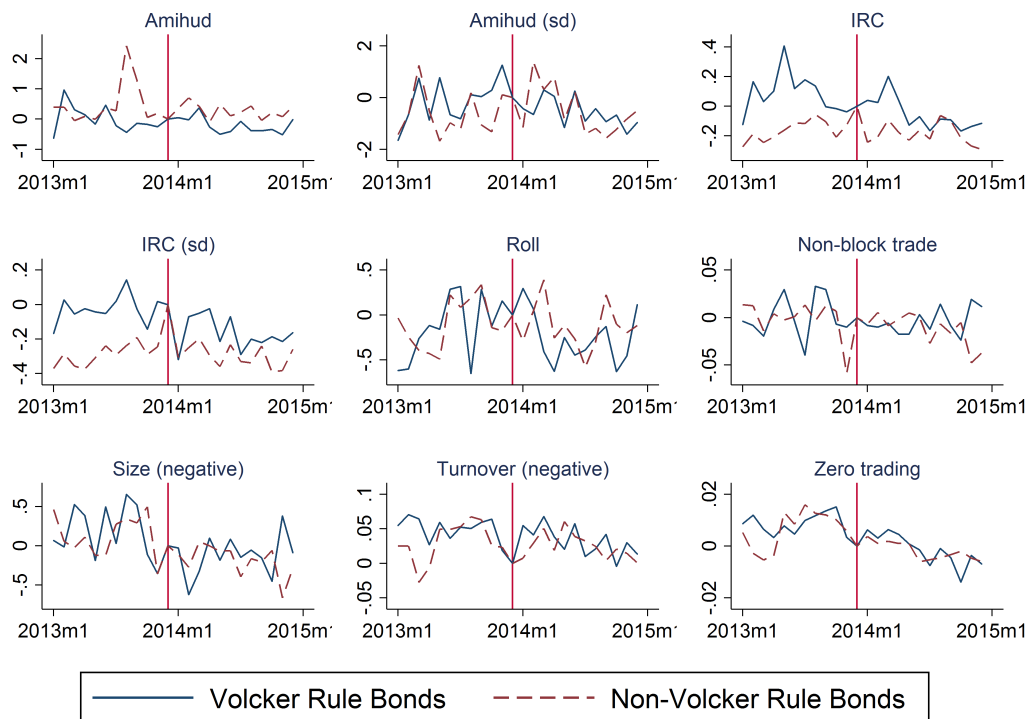 Amihud
Amihud (sd)
IRC
2
1
0
-1
2
0
-2
.4
.2
0
-.2
2013m1 2014m1 2015m1
2013m1 2014m1 2015m1
2013m1 2014m1 2015m1
IRC (sd)
Roll
Non-block trade
.2
0
-.2
-.4
.5
0
-.5
.05
0
-.05
2013m1 2014m1 2015m1
2013m1 2014m1 2015m1
2013m1 2014m1 2015m1
Size (negative)
Turnover (negative)
Zero trading
.5
0
-.5
.1
.05
0
-.05
.02
0
-.02
2013m1 2014m1 2015m1
2013m1 2014m1 2015m1
2013m1 2014m1 2015m1
Volcker Rule Bonds
Non-Volcker Rule Bonds